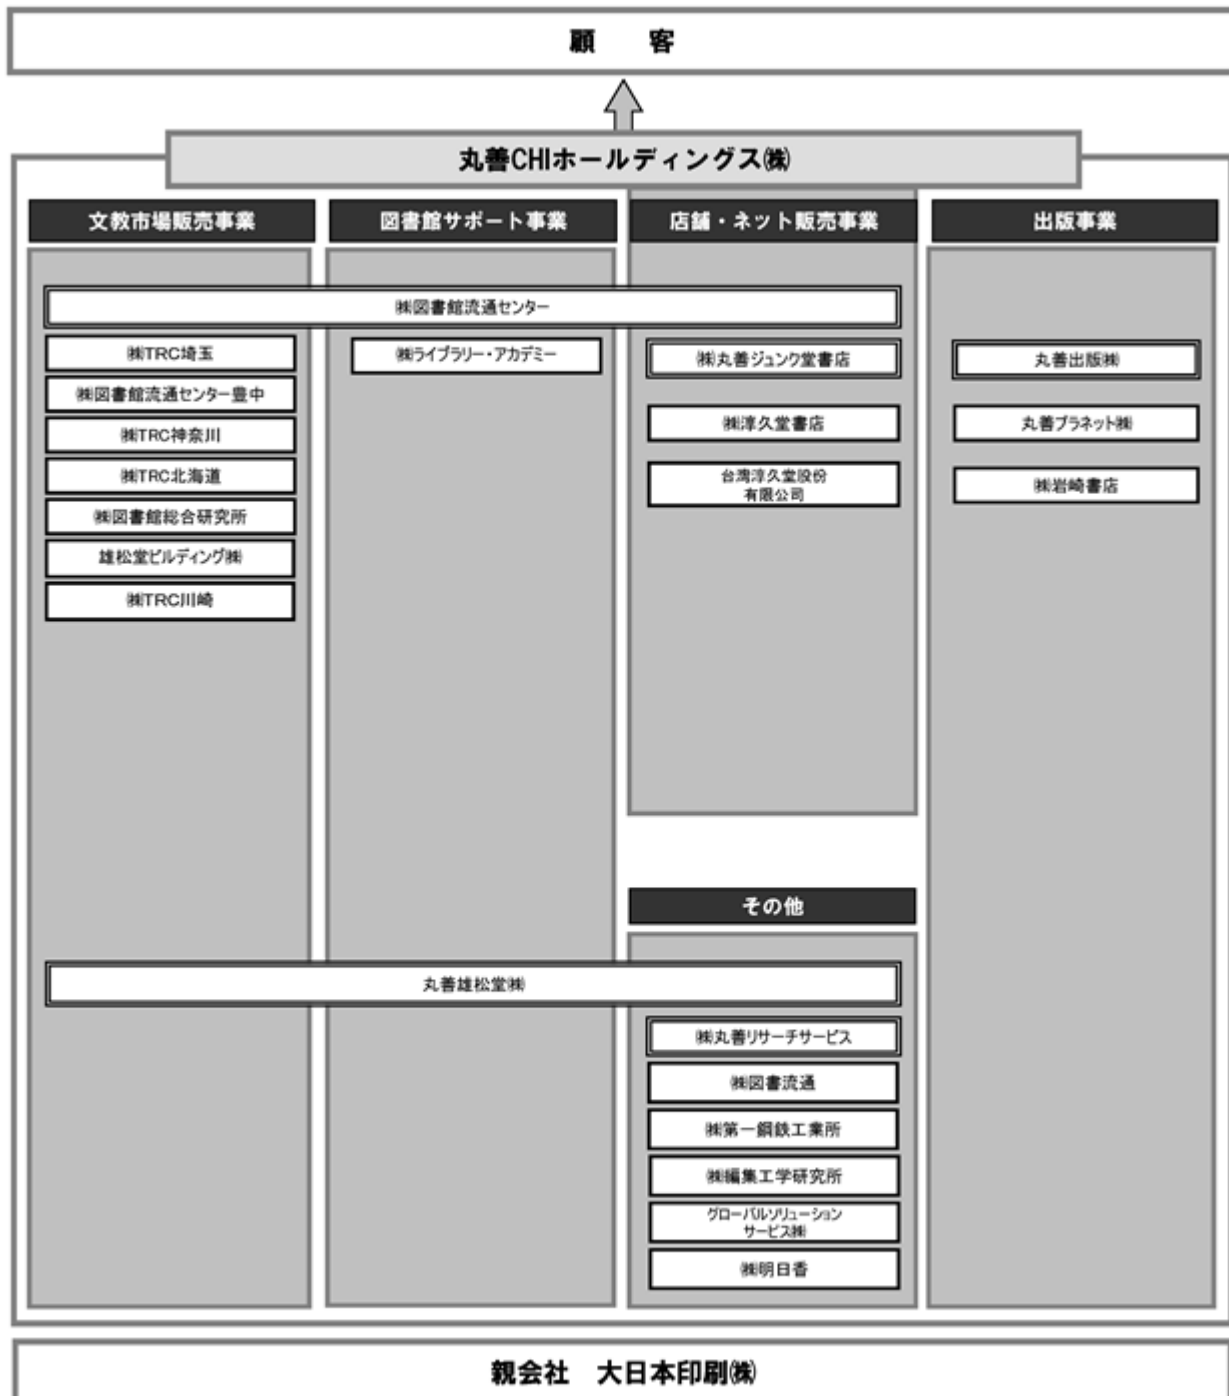 顧　客
丸善CHIホールディングス㈱
文教市場販売事業
図書館サポート事業
店舗・ネット販売事業
出版事業
㈱図書館流通センター
㈱TRC埼玉
㈱図書館流通センター豊中
㈱TRC神奈川
㈱TRC北海道
㈱図書館総合研究所
雄松堂ビルディング㈱
㈱TRC川崎
㈱ライブラリー・アカデミー
㈱丸善ジュンク堂書店
㈱淳久堂書店
台湾淳久堂股份
有限公司
丸善出版㈱
丸善プラネット㈱
㈱岩崎書店
その他
丸善雄松堂㈱
㈱丸善リサーチサービス
㈱図書流通
㈱第一鋼鉄工業所
㈱編集工学研究所
グローバルソリューション
サービス㈱
㈱明日香
親会社　大日本印刷㈱